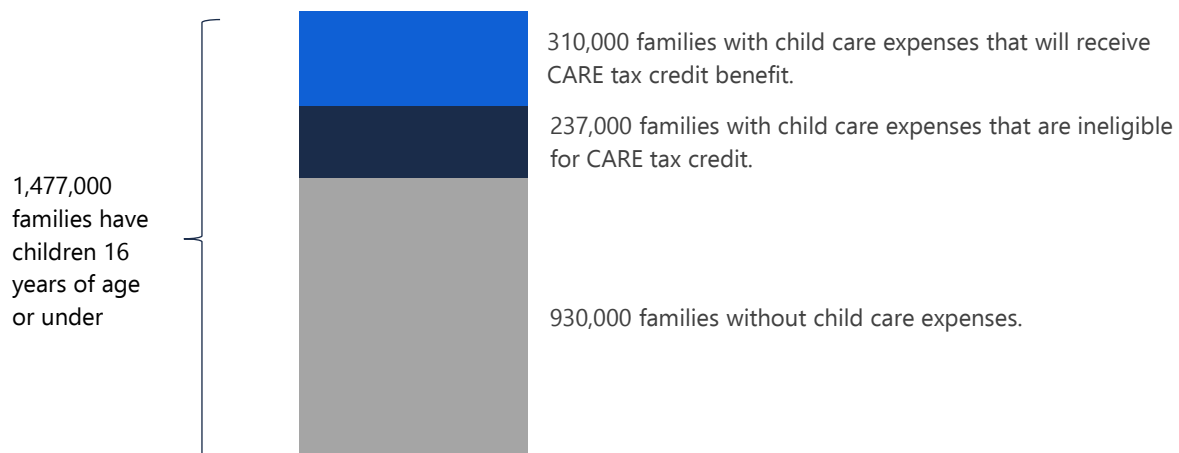 310,000 families with child care expenses that will receive
CARE tax credit benefit.
237,000 families with child care expenses that are ineligible
for CARE tax credit.
1,477,000
families have
children 16
years of age
or under
930,000 families without child care expenses.